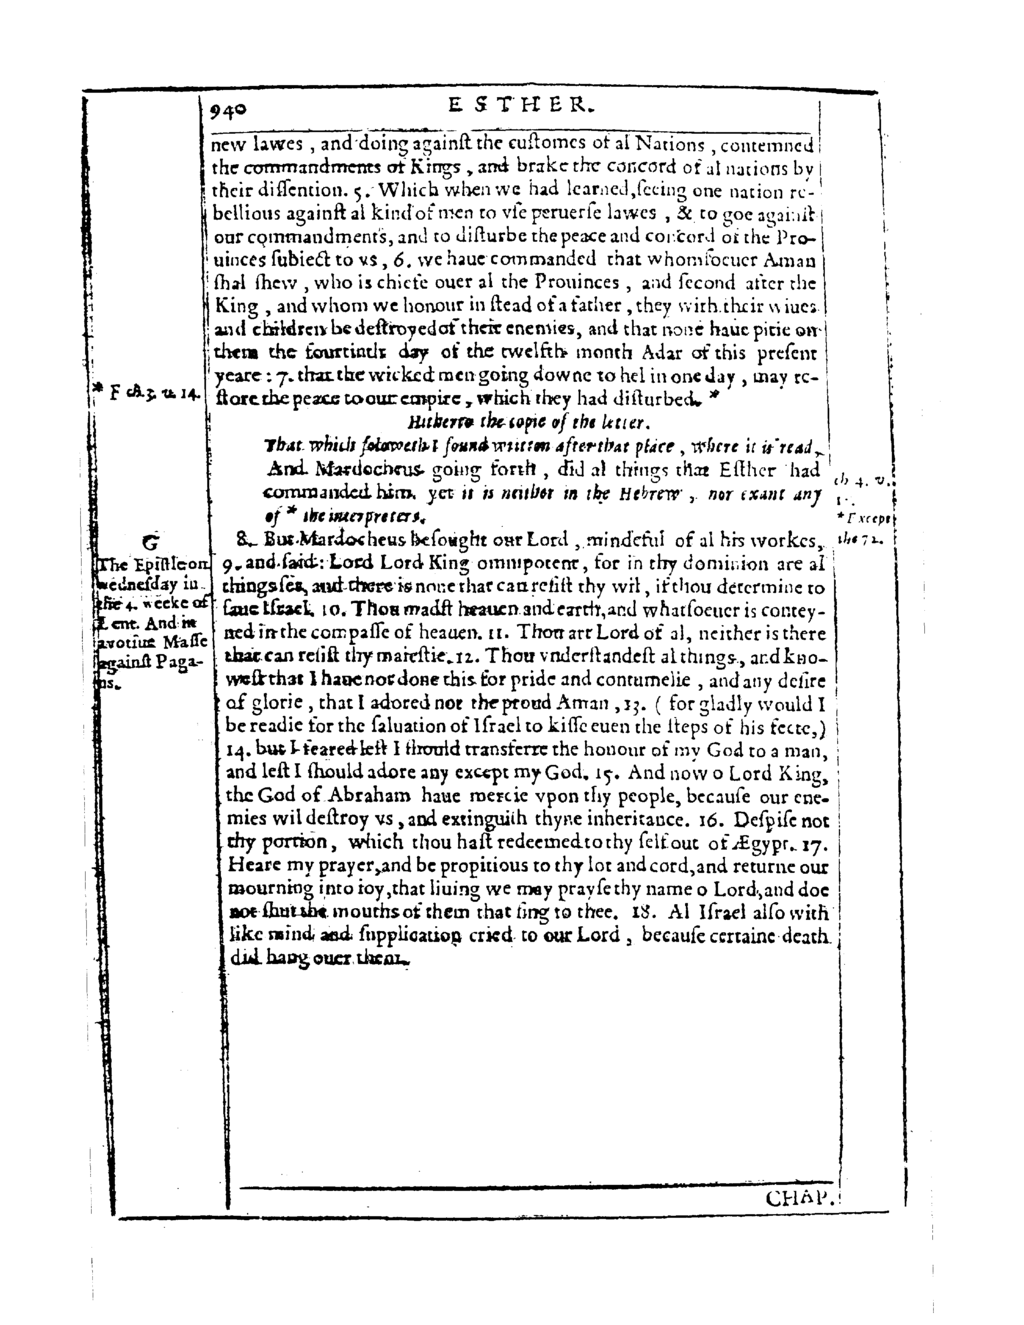 940 ESTHER.
new lawes , and doing againſt the cuſtomes of al Nations , contemned
the commandments of Kings , and brake the concord of al nations by
their diſſention. 5. Which when we had learned,ſeeing one nation re-
bellious againſt al kind of men to vſe peruerſe lawes , & to goe againſt
our commandments, and to diſturbe the peace and concord of the Pro-
uinces ſubiect to vs , 6. we haue commanded that whomſoeuer Aman
ſhal ſhew , who is chiefe ouer al the Prouinces , and ſecond after the
King , and whom we honour in ſtead of a father , they with their wiues
and children be deſtroyed of their enemies, and that none haue pitie on
them the fourtinth day of the twelfth month Adar of this preſent
yeare : 7. that the wicked men going downe to hel in one day , may re-
ſtore the peace to our empire , which they had diſturbed. *
* F ch.3. v. 14.
Hitherto the copie of the letter.
That which foloweth I found written after that place , where it is read,
And Mardocheus going forth , did al things that Eſther had
commanded him. yet it is neither in the Hebrew , nor extant any
of * the interpreters.
ch 4. v.
* Except
the 72.
8. But Mardocheus beſought our Lord , mindeful of al his workes,
9. and ſaid: Lord Lord King omnipotent, for in thy dominion are al
things ſet, and there is none that can reſiſt thy wil, if thou determine to
ſaue Iſrael. 10. Thou madſt heauen and earth,and whatſoeuer is contey-
ned in the compaſſe of heauen. 11. Thou art Lord of al, neither is there
that can reſiſt thy maieſtie. 12. Thou vnderſtandeſt al things, and kno-
weſt that I haue not done this for pride and contumelie , and any deſire
of glorie , that I adored not the proud Aman , 13. ( for gladly would I
be readie for the ſaluation of Iſrael to kiſſe euen the ſteps of his feete,)
14. but I feared leſt I ſhould transferre the honour of my God to a man,
and leſt I ſhould adore any except my God. 15. And now o Lord King,
the God of Abraham haue mercie vpon thy people, becauſe our ene-
mies wil deſtroy vs , and extinguiſh thyne inheritance. 16. Deſpiſe not
thy portion , which thou haſt redeemed to thy ſelf out of Ægypt. 17.
Heare my prayer,and be propitious to thy lot and cord,and returne our
mourning into ioy,that liuing we may prayſe thy name o Lord,and doe
not ſhut the mouths of them that ſing to thee. 18. Al Iſrael alſo with
like mind and ſupplication cried to our Lord , becauſe certaine death
did hang ouer them.
G
The Epiſtle on
wedneſday in
the 4. weeke of
Lent. And in
a votiue Maſſe
againſt Paga-
ns.
CHAP.